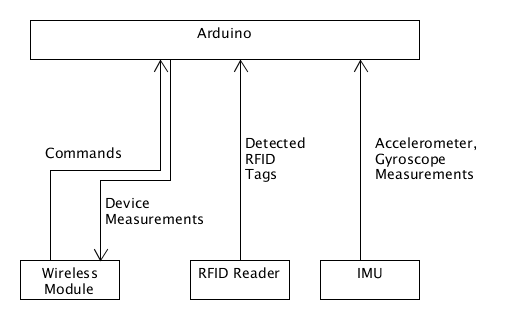 Arduino
Commands
Detected
RFID
Tags
Accelerometer,
Gyroscope
Measurements
Device
Measurements
Wireless
Module
RFID Reader
IMU